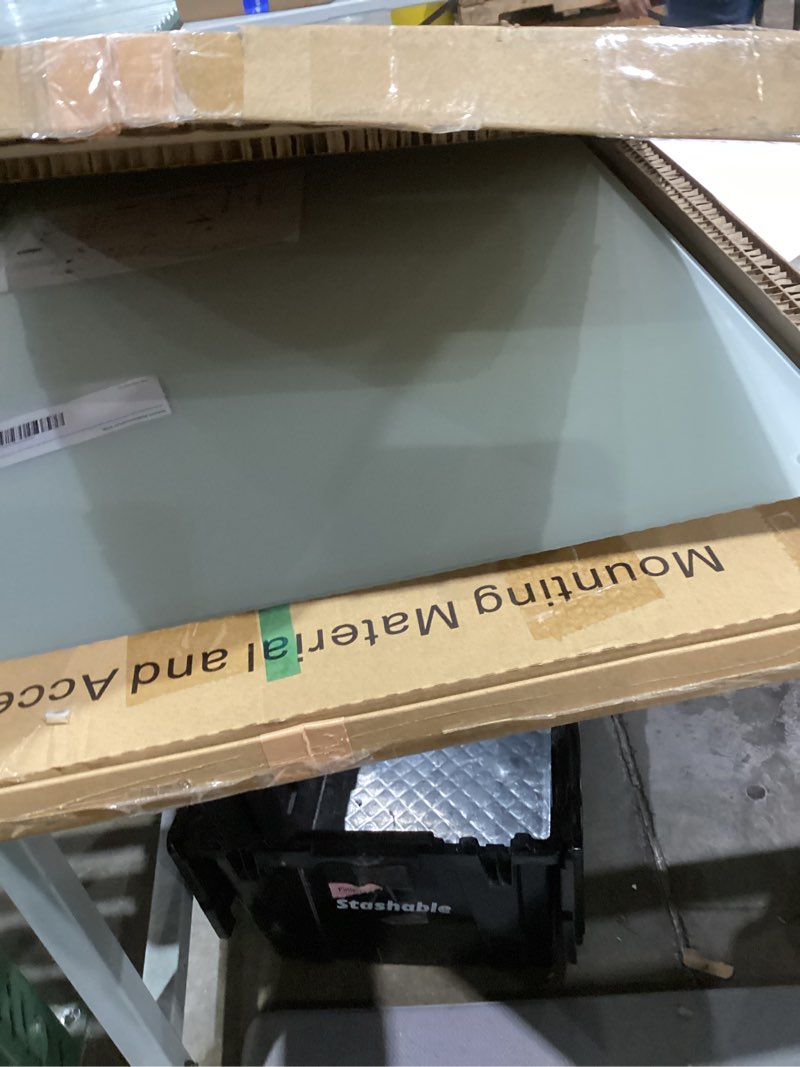 Mounting Material and Acce
Stashable